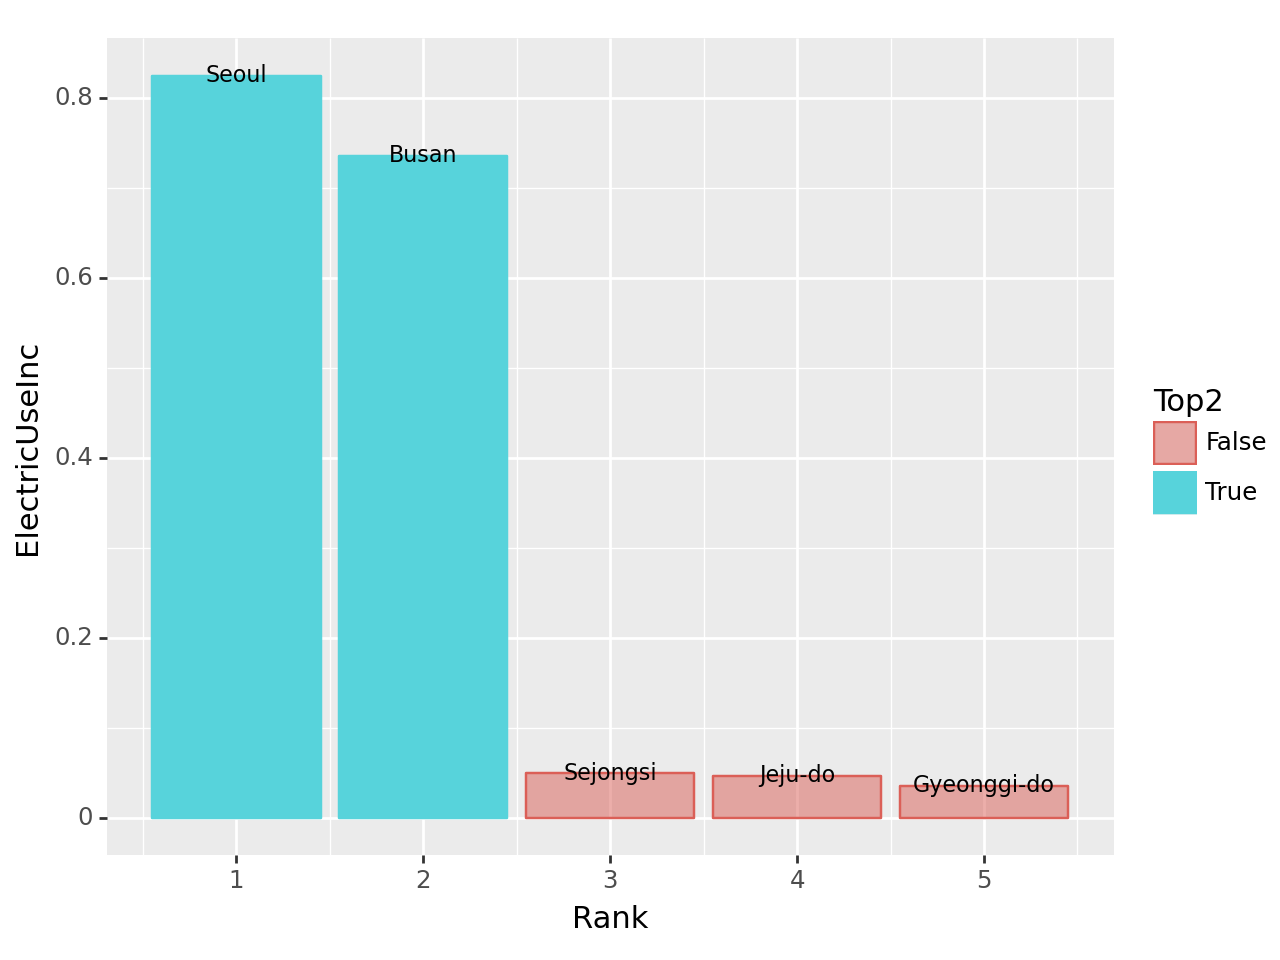 Seoul
0.8
Busan
0.6
ElectricUseInc
0.4
0.2
Sejongsi
Jeju-do
Gyeonggi-do
0
1 2 3 4 5
Rank
Top2
False
True